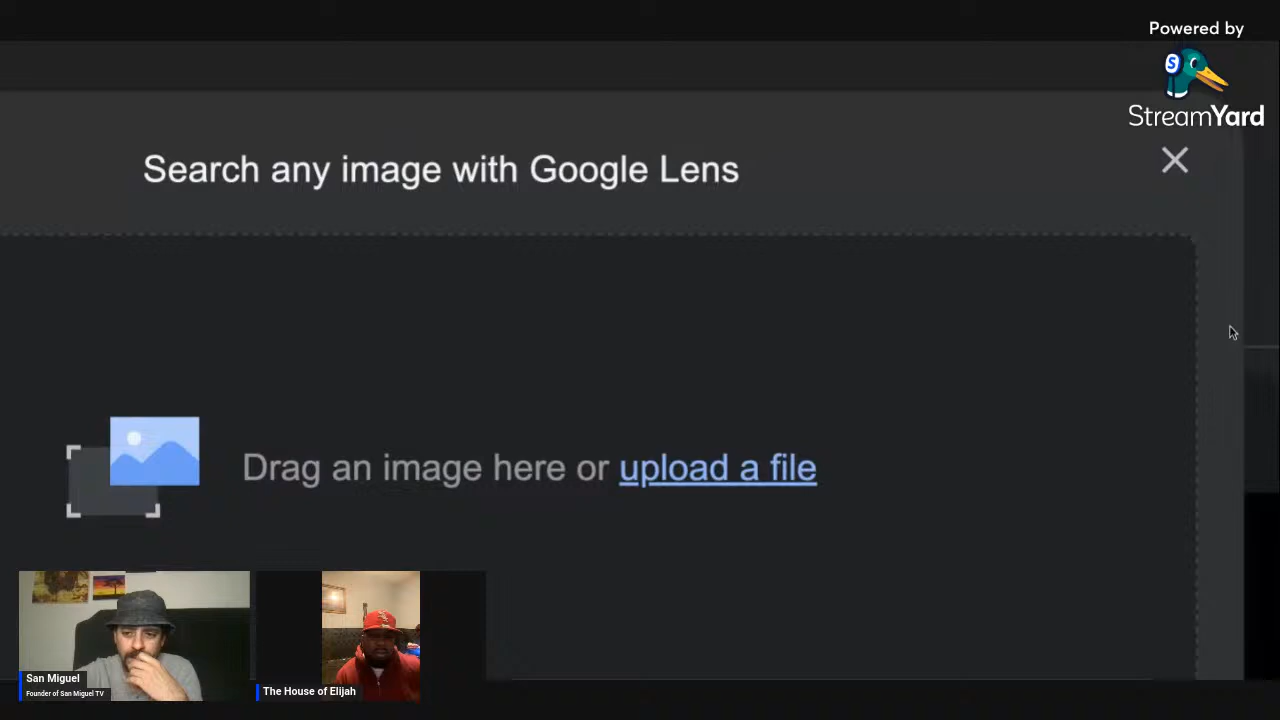 Powered by
StreamYard
Search any image with Google Lens
Drag an image here or upload a file
San Miguel
Founder of San Miguel TV
The House of Elijah